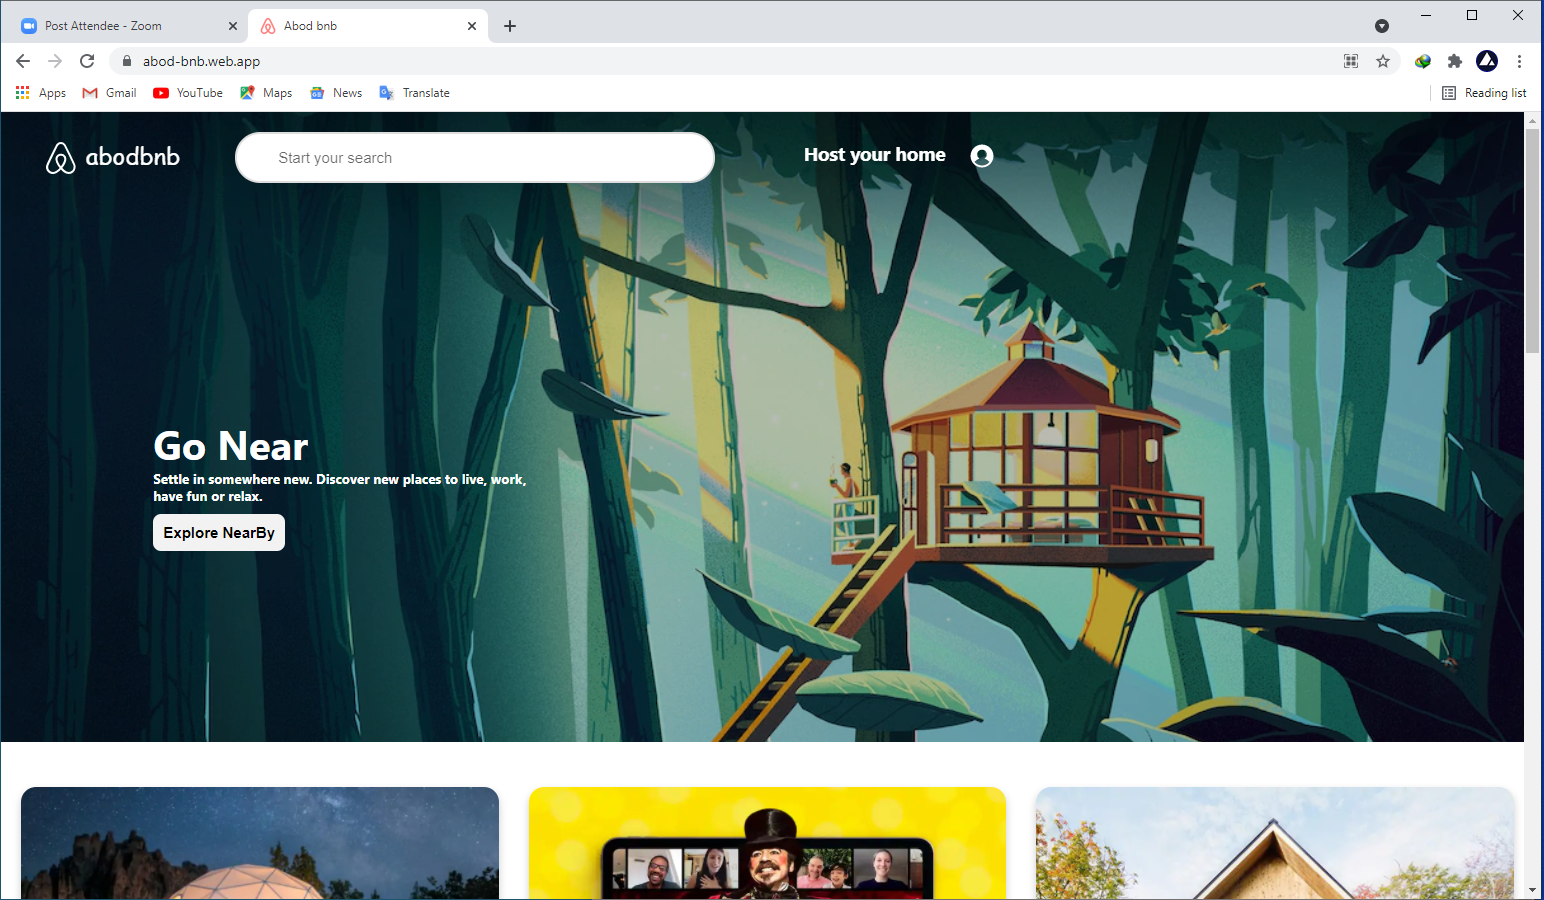 Post Attendee - Zoom
Abod bnb
abod-bnb.web.app
Apps
Gmail
YouTube
Maps
News
Translate
Reading list
abodbnb
Start your search
Host your home
Go Near
Settle in somewhere new. Discover new places to live, work,
have fun or relax.
Explore NearBy